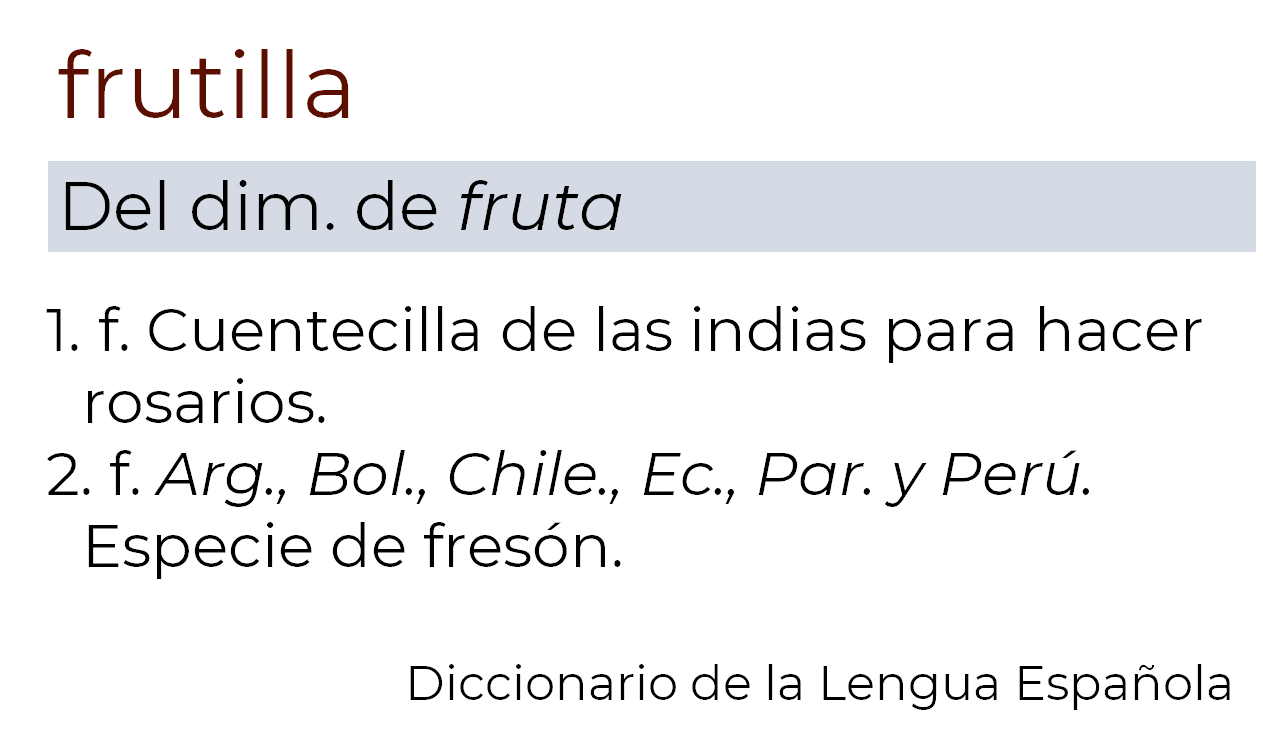 frutilla
Del dim. de fruta
1. f. Cuentecilla de las indias para hacer
rosarios.
2. f. Arg., Bol., Chile., Ec., Par. y Perú.
Especie de fresón.
Diccionario de la Lengua Española